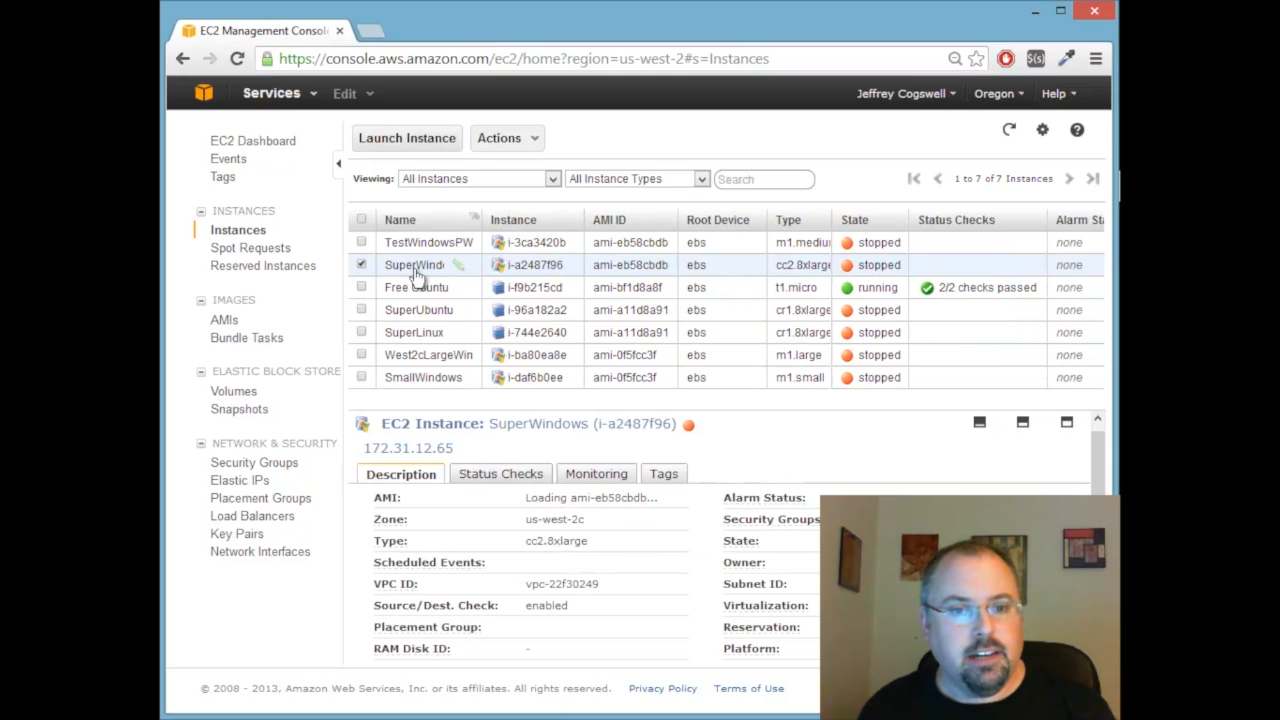 EC2 Management Consol
https://console.aws.amazon.com/ec2/home?region=us-west-2#s=Instances
Services Edit Jeffrey Cogswell Oregon Help
EC2 Dashboard
Events
Tags
INSTANCES
Instances
Spot Requests
Reserved Instances
IMAGES
AMIs
Bundle Tasks
ELASTIC BLOCK STORE
Volumes
Snapshots
NETWORK & SECURITY
Security Groups
Elastic IPs
Placement Groups
Load Balancers
Key Pairs
Network Interfaces
Launch Instance Actions
Viewing: All Instances All Instance Types Search 1 to 7 of 7 Instances
Name Instance AMI ID Root Device Type State Status Checks Alarm St
TestWindowsPW i-3ca3420b ami-eb58cbdb ebs m1.mediu stopped none
SuperWind i-a2487f96 ami-eb58cbdb ebs cc2.8xlarge stopped none
Free Ubuntu i-f9b215cd ami-bf1d8a8f ebs t1.micro running 2/2 checks passed none
SuperUbuntu i-96a182a2 ami-a11d8a91 ebs cr1.8xlarge stopped none
SuperLinux i-744e2640 ami-a11d8a91 ebs cr1.8xlarge stopped none
West2cLargeWin i-ba80ea8e ami-0f5fcc3f ebs m1.large stopped none
SmallWindows i-daf6b0ee ami-0f5fcc3f ebs m1.small stopped none
EC2 Instance: SuperWindows (i-a2487f96)
172.31.12.65
Description Status Checks Monitoring Tags
AMI: Loading ami-eb58cbdb... Alarm Status:
Zone: us-west-2c Security Groups
Type: cc2.8xlarge State:
Scheduled Events: Owner:
VPC ID: vpc-22f30249 Subnet ID:
Source/Dest. Check: enabled Virtualization:
Placement Group: Reservation:
RAM Disk ID: - Platform:
© 2008 - 2013, Amazon Web Services, Inc. or its affiliates. All rights reserved. Privacy Policy Terms of Use